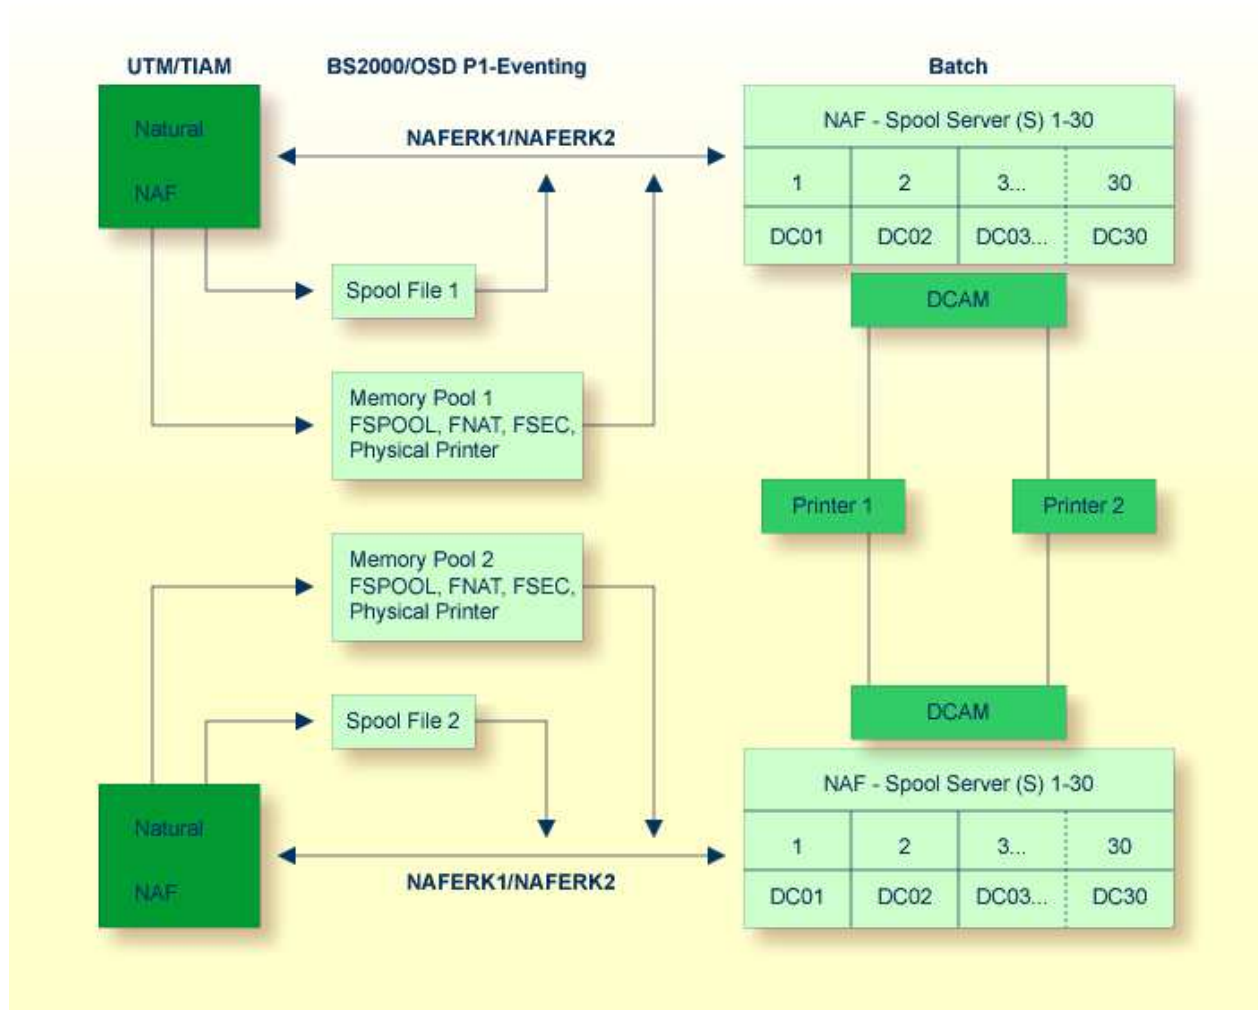 UTM/TIAM
BS2000/OSD P1-Eventing
Batch
Natural
NAF
NAFERK1/NAFERK2
NAF - Spool Server (S) 1-30
1 2 3... 30
DC01 DC02 DC03... DC30
Spool File 1
DCAM
Memory Pool 1
FSPOOL, FNAT, FSEC,
Physical Printer
Printer 1
Printer 2
Memory Pool 2
FSPOOL, FNAT, FSEC,
Physical Printer
Spool File 2
DCAM
Natural
NAF
NAFERK1/NAFERK2
NAF - Spool Server (S) 1-30
1 2 3... 30
DC01 DC02 DC03... DC30